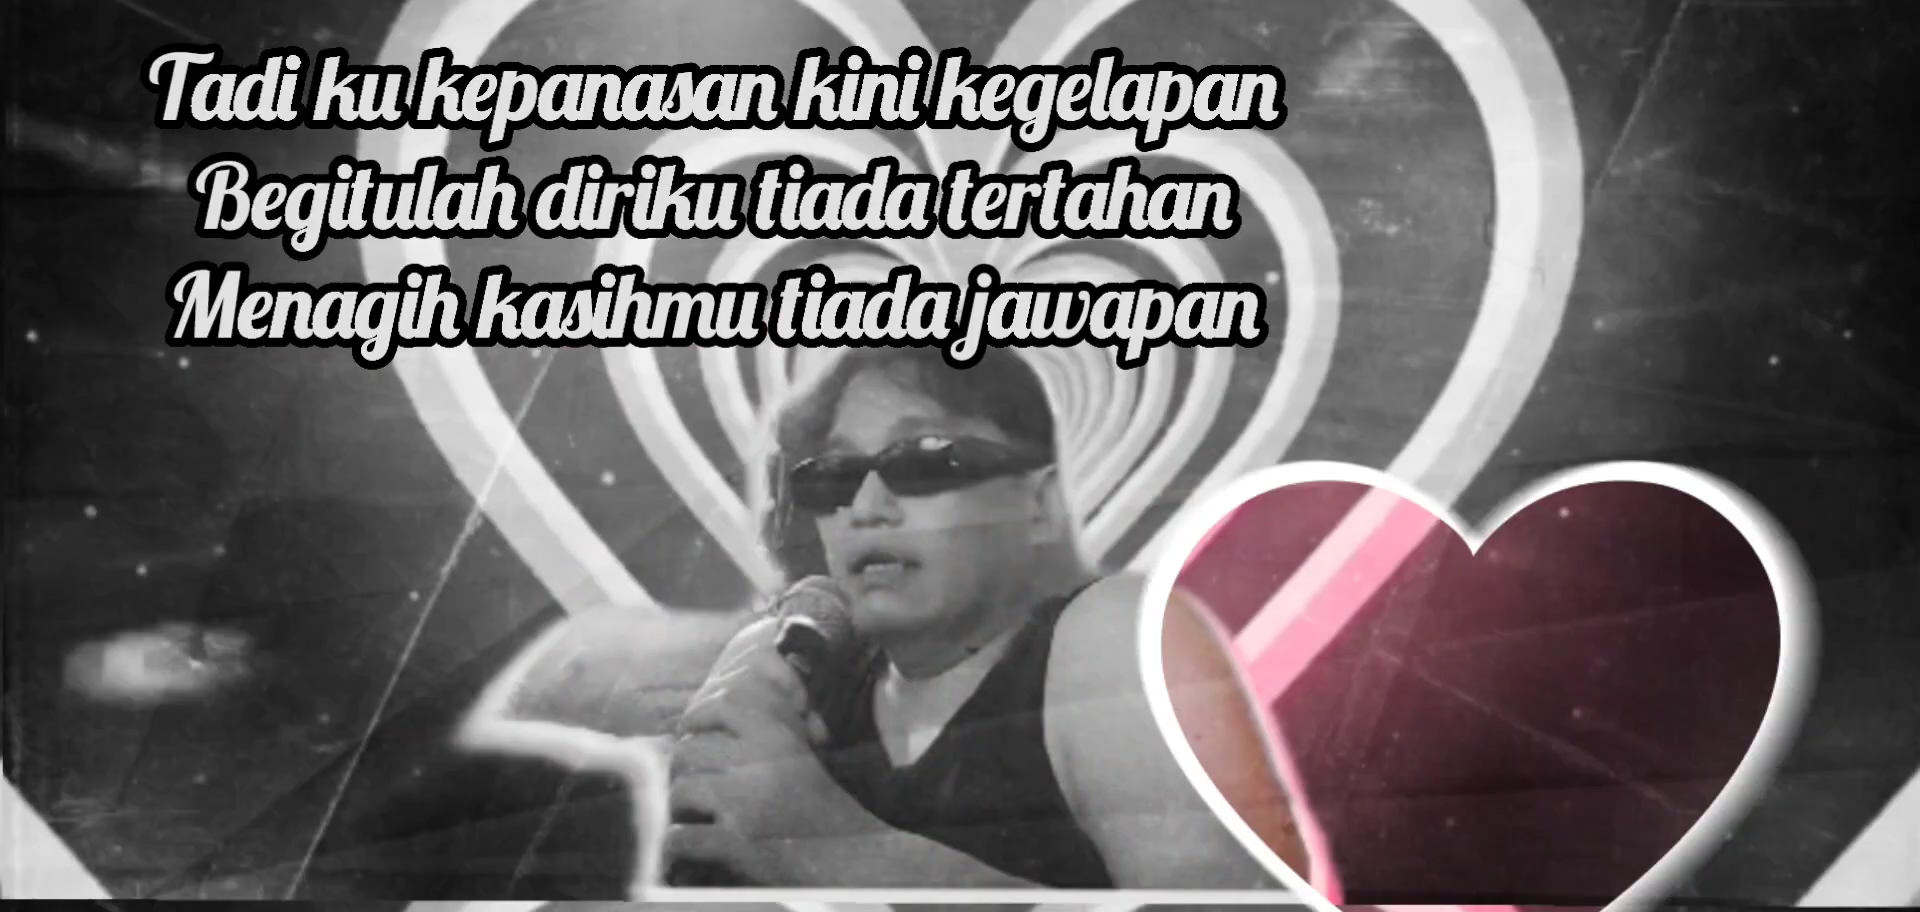 Tadi ku kepanasan kini kegelapan
Begitulah diriku tiada tertahan
Menagih kasihmu tiada jawapan